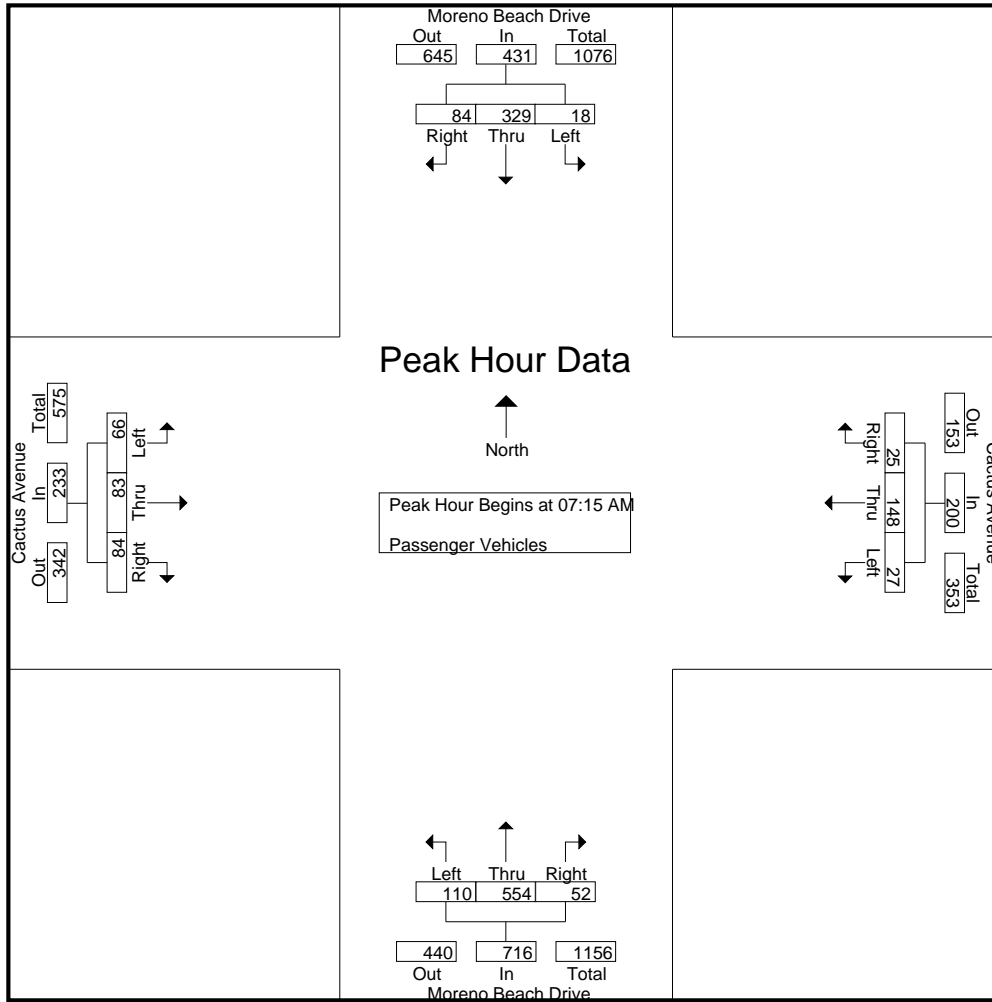 Moreno Beach Drive
Out In Total
645 431 1076
84 329 18
Right Thru Left
Peak Hour Data
North
Peak Hour Begins at 07:15 AM
Passenger Vehicles
Cactus Avenue
Out In Total
342 233 575
66 83 84
Left Thru Right
Cactus Avenue
Out In Total
153 200 353
25 148 27
Right Thru Left
Left Thru Right
110 554 52
440 716 1156
Out In Total
Moreno Beach Drive